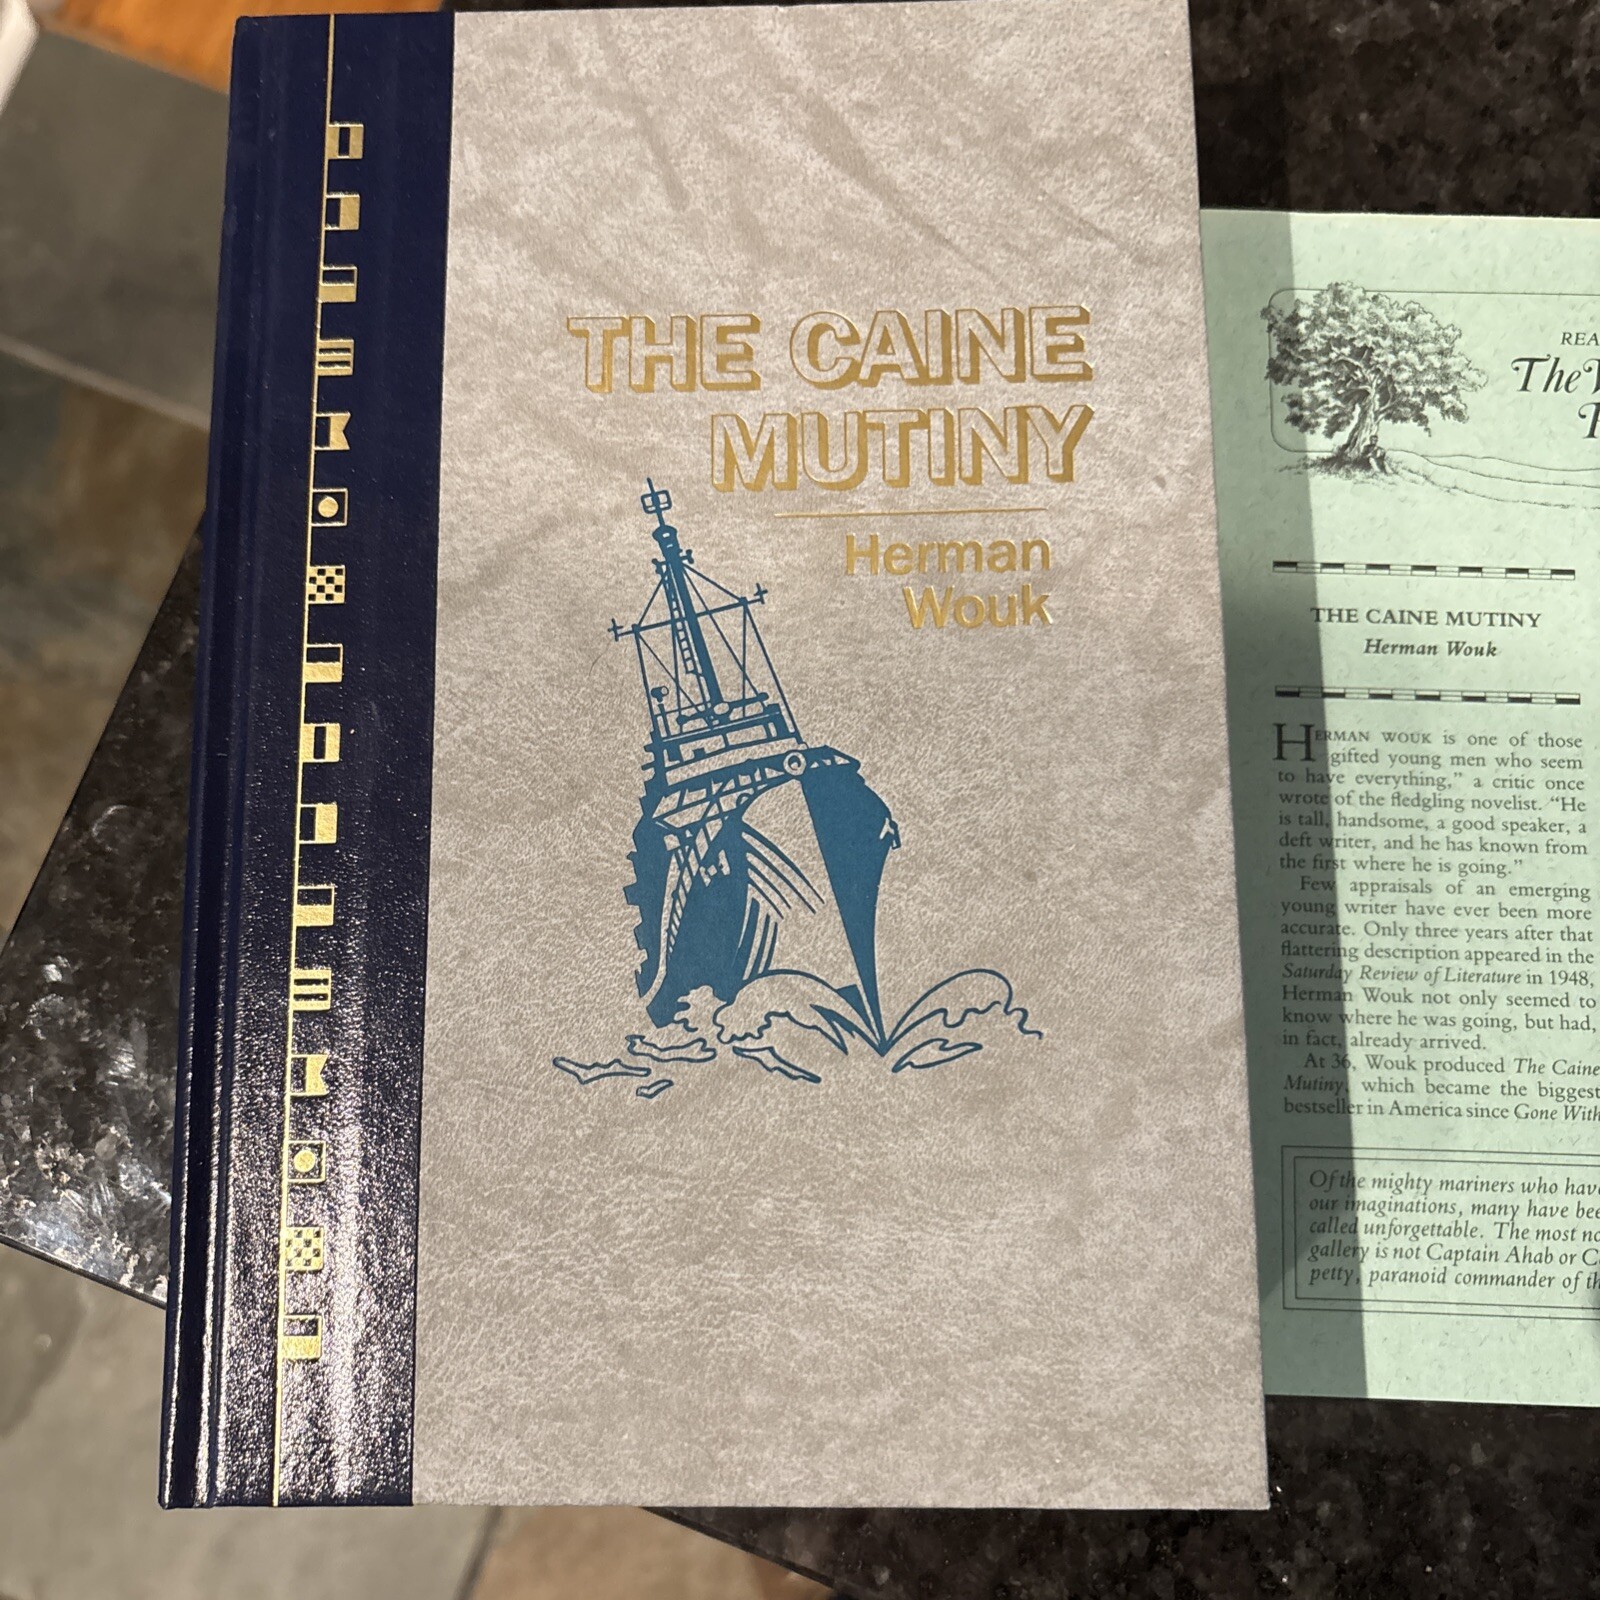 THE CAINE
MUTINY
Herman
Wouk
The
THE CAINE MUTINY
Herman Wouk
HERMAN WOUK is one of those
gifted young men who seem
to have everything," a critic once
wrote of the fledgling novelist. "He
is tall, handsome, a good speaker, a
deft writer, and he has known from
the first where he is going."
Few appraisals of an emerging
young writer have ever been more
accurate. Only three years after that
flattering description appeared in the
Saturday Review of Literature in 1948,
Herman Wouk not only seemed to
know where he was going, but had,
in fact, already arrived.
At 36, Wouk produced The Caine
Mutiny, which became the biggest
bestseller in America since Gone With
Of the mighty mariners who have
our imaginations, many have been
called unforgettable. The most
gallery is not Captain Ahab or
petty, paranoid commander of